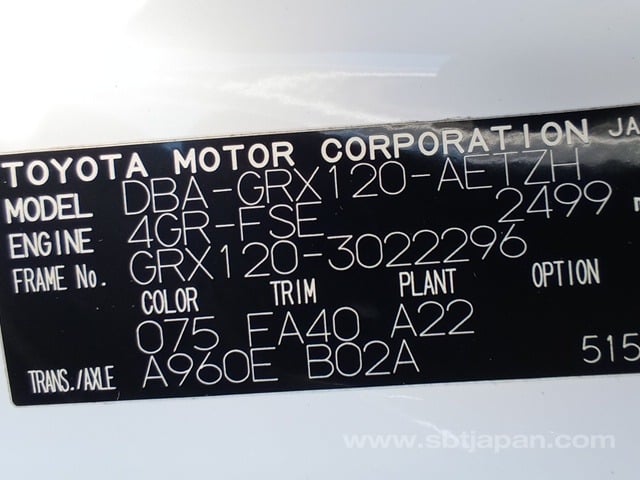 TOYOTA MOTOR CORPORATION JA
MODEL DBA-GRX120-AETZH
ENGINE 4GR-FSE 2499
FRAME No. GRX120-3022296
COLOR TRIM PLANT OPTION
075 EA40 A22
TRANS./AXLE A960E B02A 515
www.sbtjapan.com